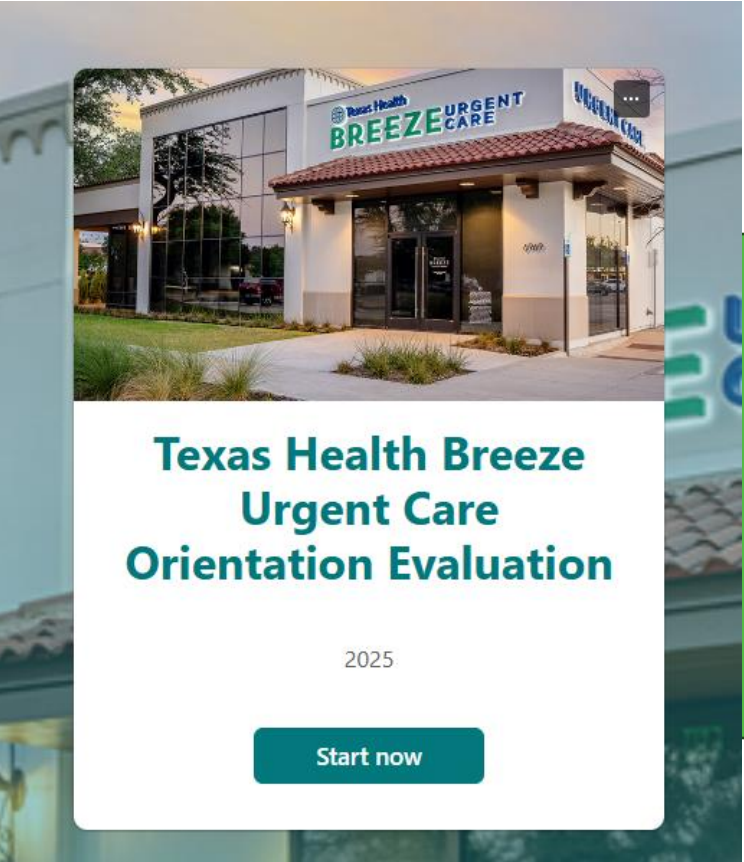 Texas Health
BREEZE URGENT CARE
URGENT CARE
Texas Health Breeze
Urgent Care
Orientation Evaluation
2025
Start now